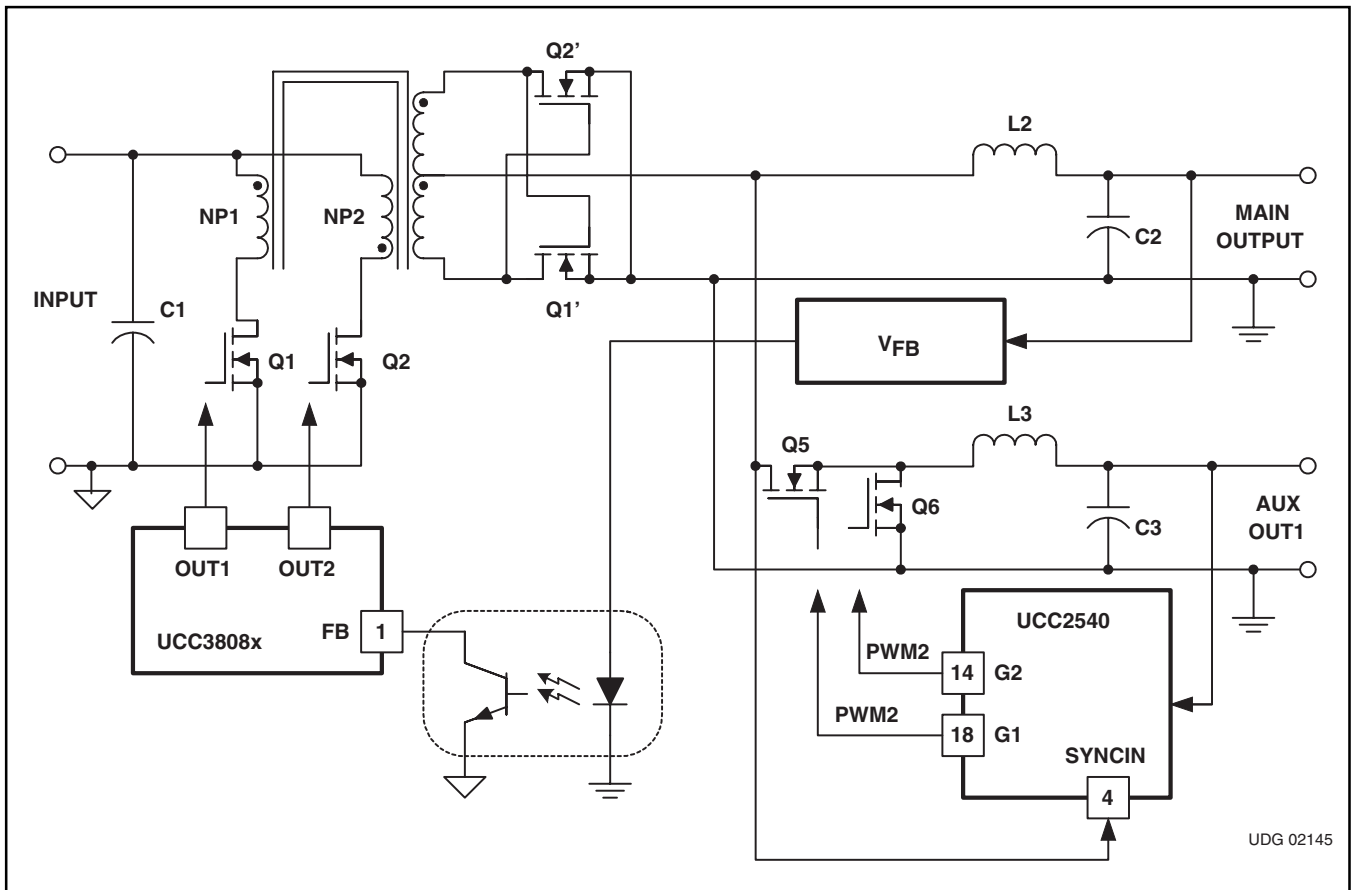 Q2’
L2
NP1
NP2
MAIN
OUTPUT
C2
INPUT
C1
Q1’
Q1
Q2
VFB
L3
Q5
Q6
C3
AUX
OUT1
OUT1
OUT2
UCC3808x
FB
1
UCC2540
PWM2
14
G2
PWM2
18
G1
SYNCIN
4
UDG 02145